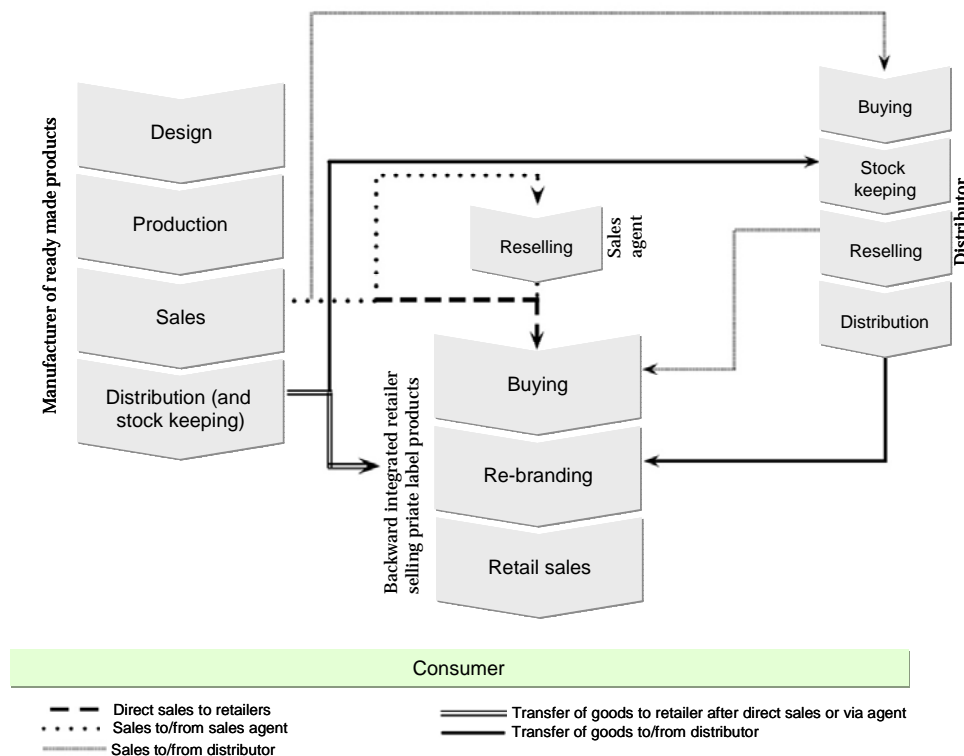 Manufacturer of ready made products
Design
Production
Sales
Distribution (and
stock keeping)
Reselling
Sales
agent
Buying
Stock
keeping
Reselling
Distribution
Distributor
Backward integrated retailer
selling priate label products
Buying
Re-branding
Retail sales
Consumer
Direct sales to retailers
Sales to/from sales agent
Sales to/from distributor
Transfer of goods to retailer after direct sales or via agent
Transfer of goods to/from distributor